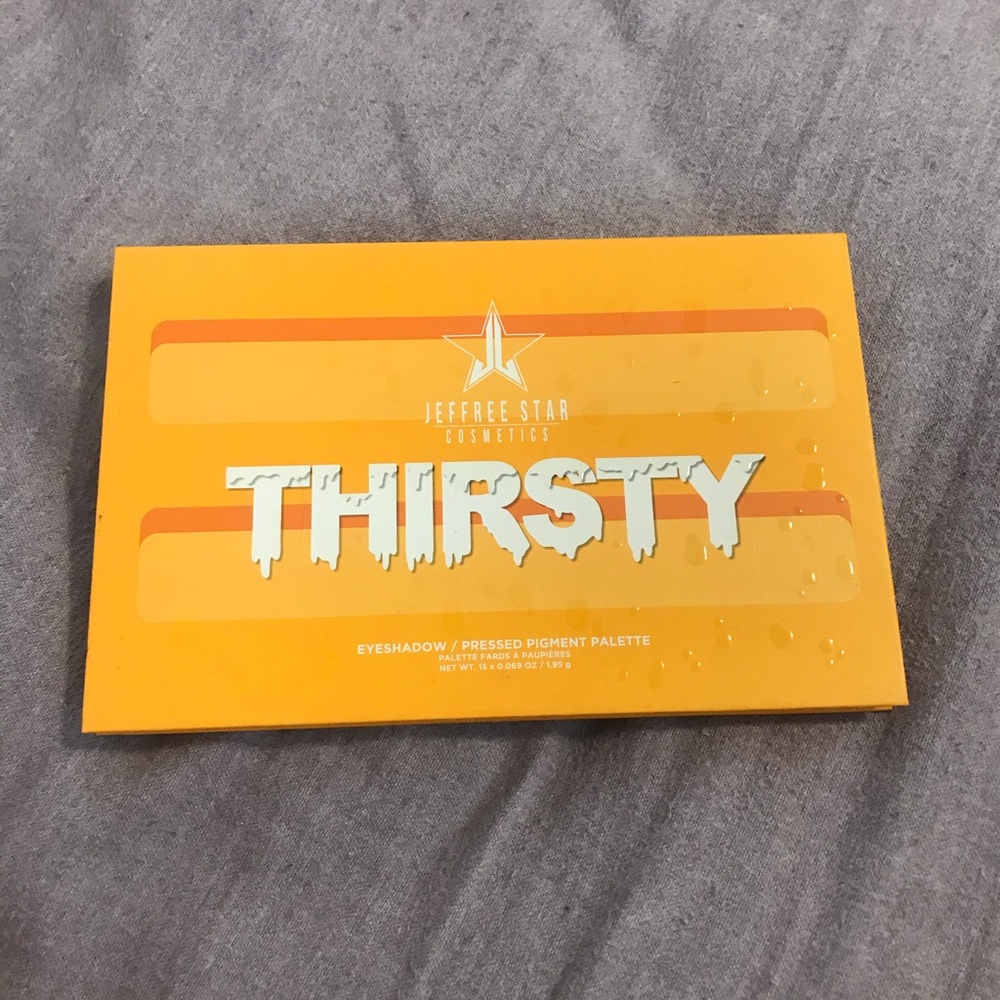 JEFFREE STAR
COSMETICS
THIRSTY
EYESHADOW / PRESSED PIGMENT PALETTE
PALETTE FARDS À PAUPIÈRES
NET WT. 15 x 0.069 OZ / 1.95 g